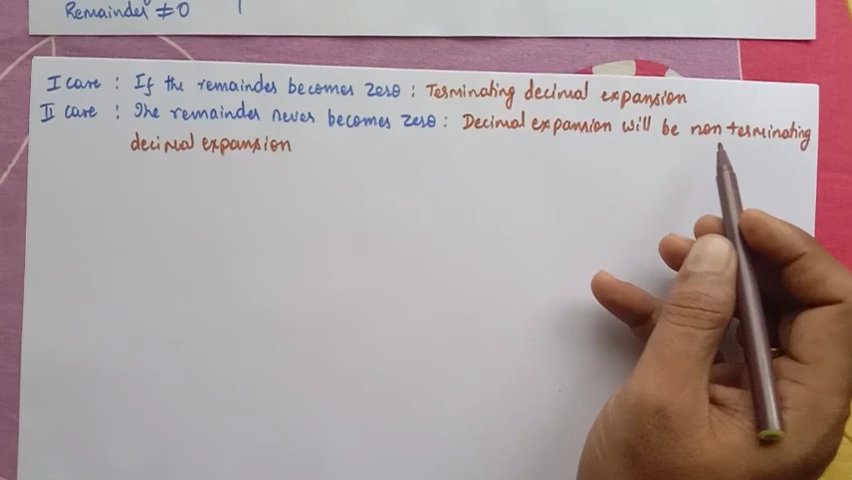 Remainder ≠0
I case : If the remainder becomes zero : Terminating decimal expansion
II case : The remainder never becomes zero : Decimal expansion will be non terminating
decimal expansion